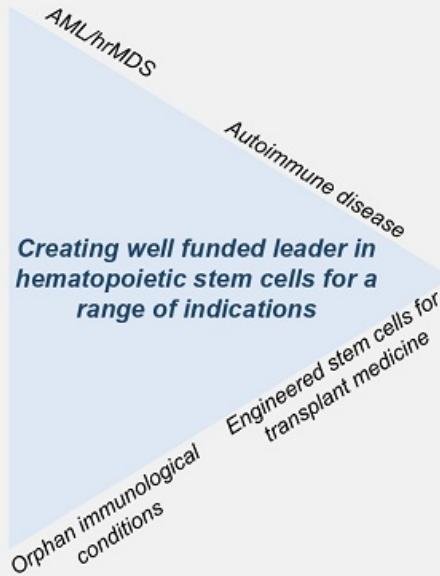 AML/hrMDS
Autoimmune disease
Creating well funded leader in
hematopoietic stem cells for a
range of indications
Engineered stem cells for
transplant medicine
Orphan immunological
conditions